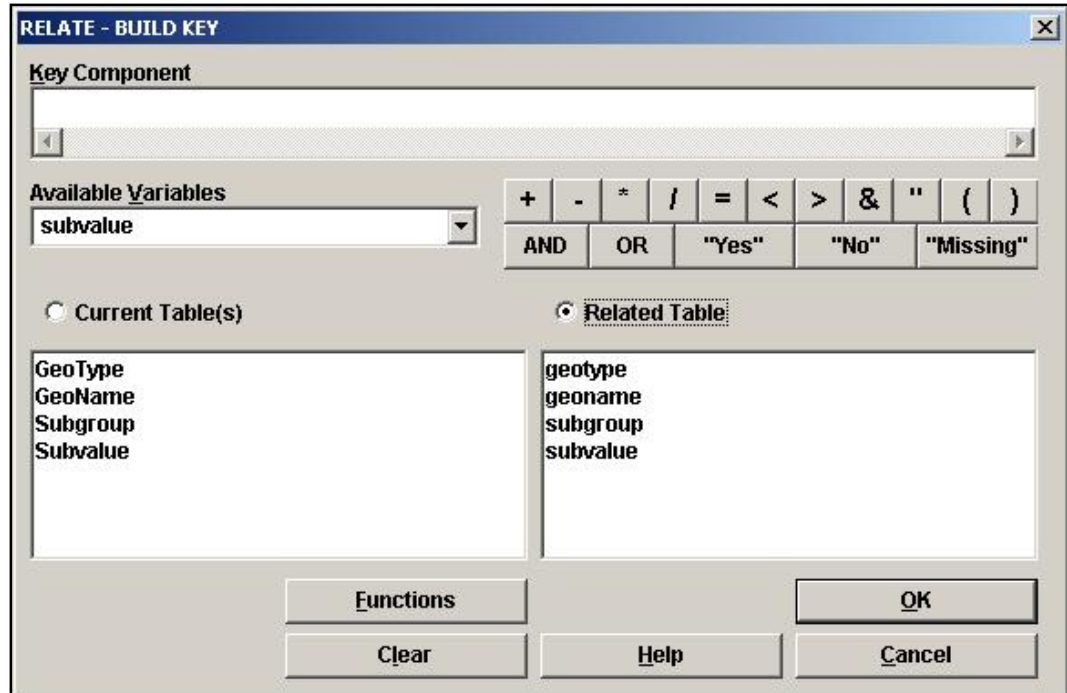 RELATE - BUILD KEY
Key Component
Available Variables
subvalue
+ - * / = < > & " ( )
AND OR "Yes" "No" "Missing"
Current Table(s)
Related Table
GeoType
GeoName
Subgroup
Subvalue
geotype
geoname
subgroup
subvalue
Functions
OK
Clear
Help
Cancel